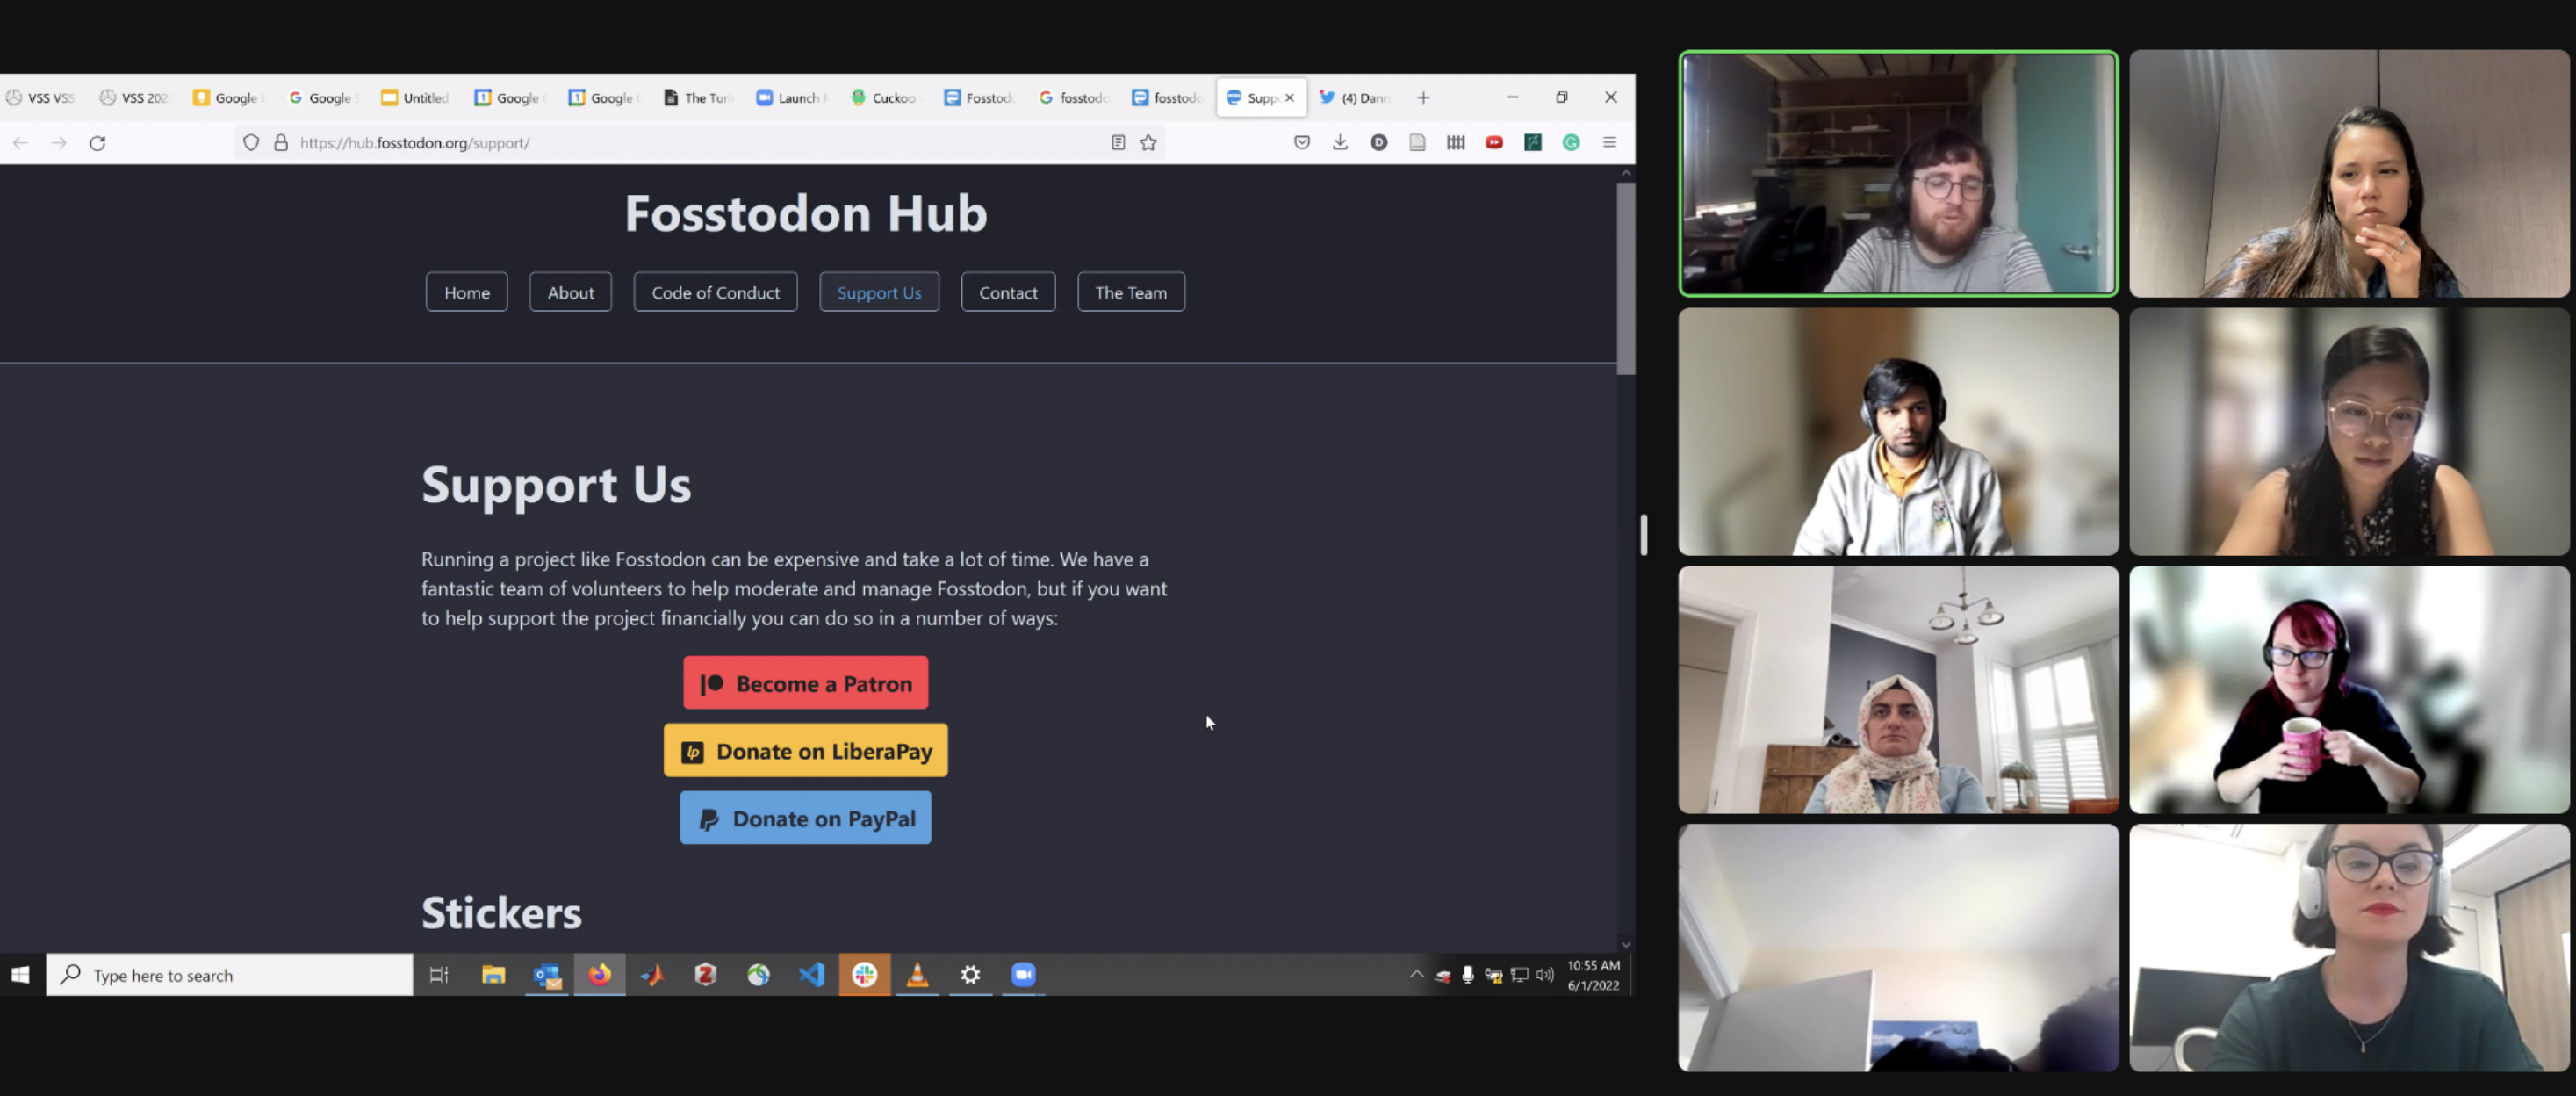 VSS VSS
VSS 202
Google
Google
Untitled
Google
Google
The Turi
Launch
Cuckoo
Fosstodo
fosstodo
fosstodo
Suppo
(4) Dann
https://hub.fosstodon.org/support/
Fosstodon Hub
Home
About
Code of Conduct
Support Us
Contact
The Team
Support Us
Running a project like Fosstodon can be expensive and take a lot of time. We have a
fantastic team of volunteers to help moderate and manage Fosstodon, but if you want
to help support the project financially you can do so in a number of ways:
Become a Patron
lp Donate on LiberaPay
Donate on PayPal
Stickers
Type here to search
10:55 AM
6/1/2022